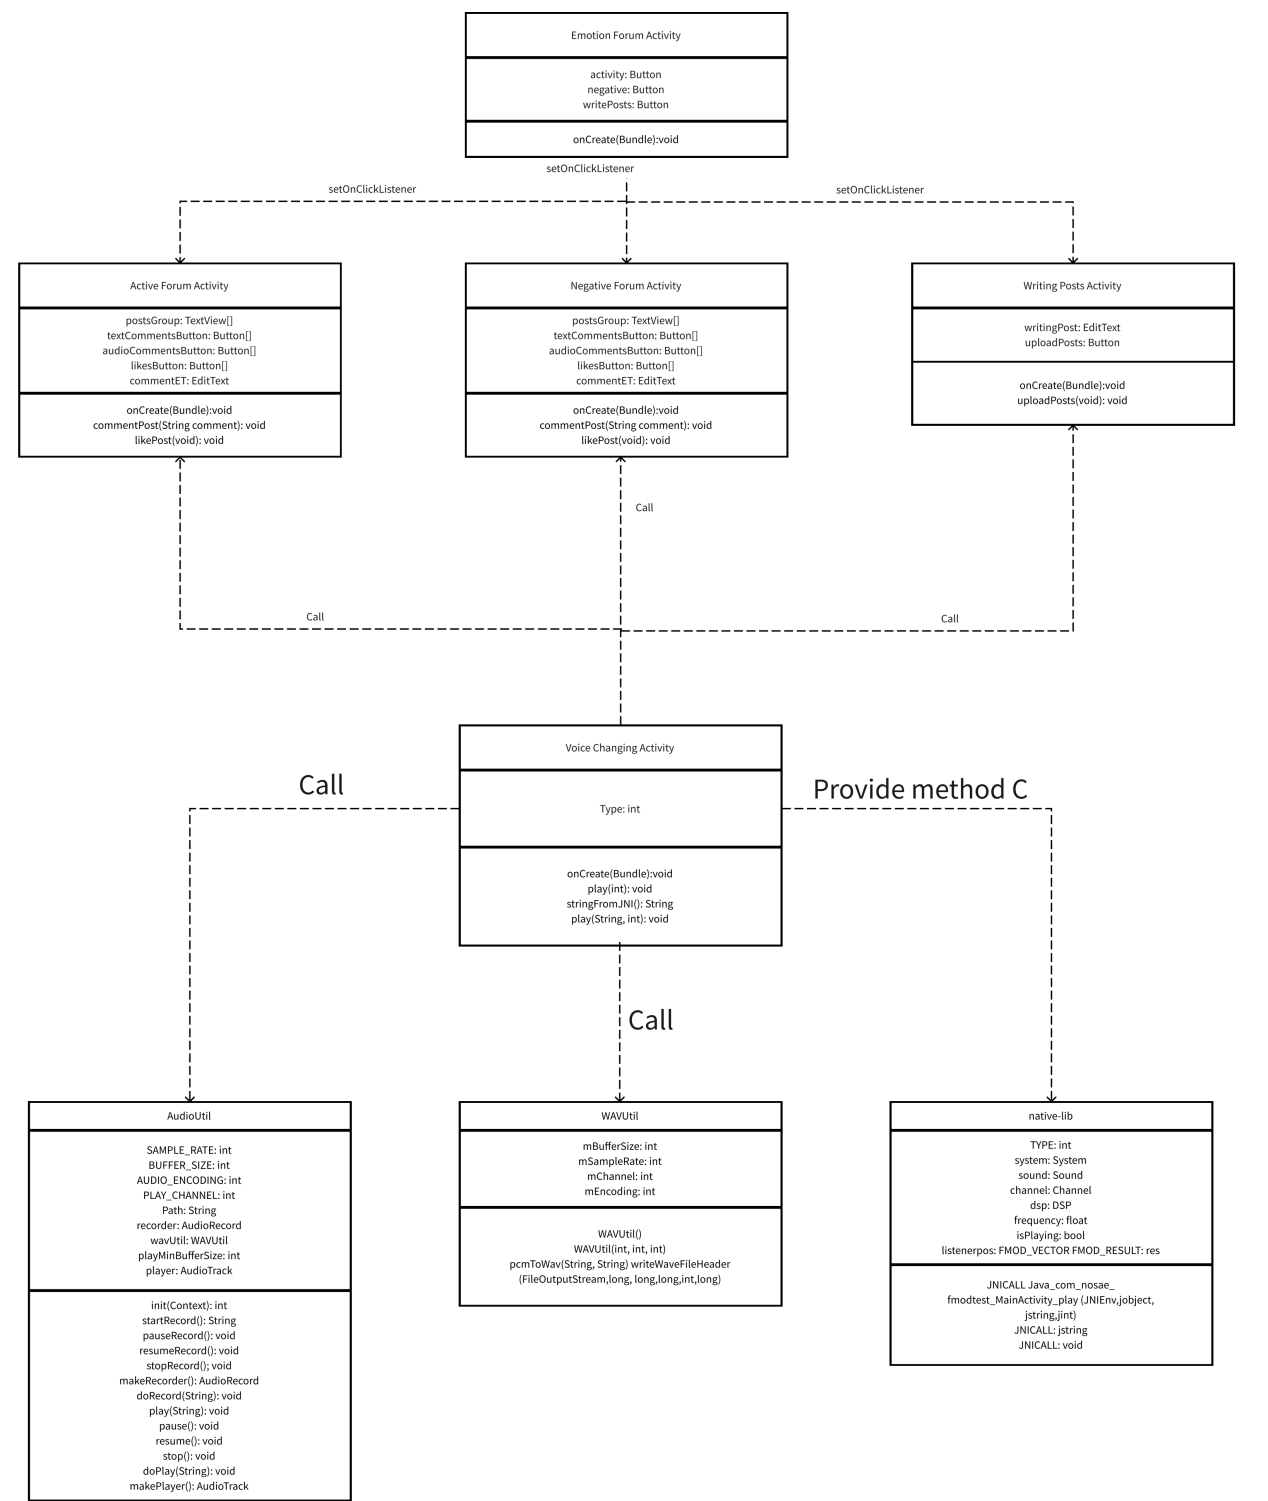 Emotion Forum Activity
activity: Button
negative: Button
writePosts: Button
onCreate(Bundle):void
setOnClickListener
setOnClickListener
setOnClickListener
Active Forum Activity
postsGroup: TextView[]
textCommentsButton: Button[]
audioCommentsButton: Button[]
likesButton: Button[]
commentET: EditText
onCreate(Bundle):void
commentPost(String comment): void
likePost(void): void
Negative Forum Activity
postsGroup: TextView[]
textCommentsButton: Button[]
audioCommentsButton: Button[]
likesButton: Button[]
commentET: EditText
onCreate(Bundle):void
commentPost(String comment): void
likePost(void): void
Writing Posts Activity
writingPost: EditText
uploadPosts: Button
onCreate(Bundle):void
uploadPosts(void): void
Call
Call
Call
Voice Changing Activity
Type: int
onCreate(Bundle):void
play(int): void
stringFromJNI(): String
play(String, int): void
Call
Provide method C
Call
AudioUtil
SAMPLE_RATE: int
BUFFER_SIZE: int
AUDIO_ENCODING: int
PLAY_CHANNEL: int
Path: String
recorder: AudioRecord
wavUtil: WAVUtil
playMinBufferSize: int
player: AudioTrack
init(Context): int
startRecord(): String
pauseRecord(): void
resumeRecord(): void
stopRecord(); void
makeRecorder(): AudioRecord
doRecord(String): void
play(String): void
pause(): void
resume(): void
stop(): void
doPlay(String): void
makePlayer(): AudioTrack
WAVUtil
mBufferSize: int
mSampleRate: int
mChannel: int
mEncoding: int
WAVUtil()
WAVUtil(int, int, int)
pcmToWav(String, String) writeWaveFileHeader
(FileOutputStream,long, long,long,int,long)
native-lib
TYPE: int
system: System
sound: Sound
channel: Channel
dsp: DSP
frequency: float
isPlaying: bool
listenerpos: FMOD_VECTOR FMOD_RESULT: res
JNICALL Java_com_nosae_
fmodtest_MainActivity_play (JNIEnv,jobject,
jstring,jint)
JNICALL: jstring
JNICALL: void